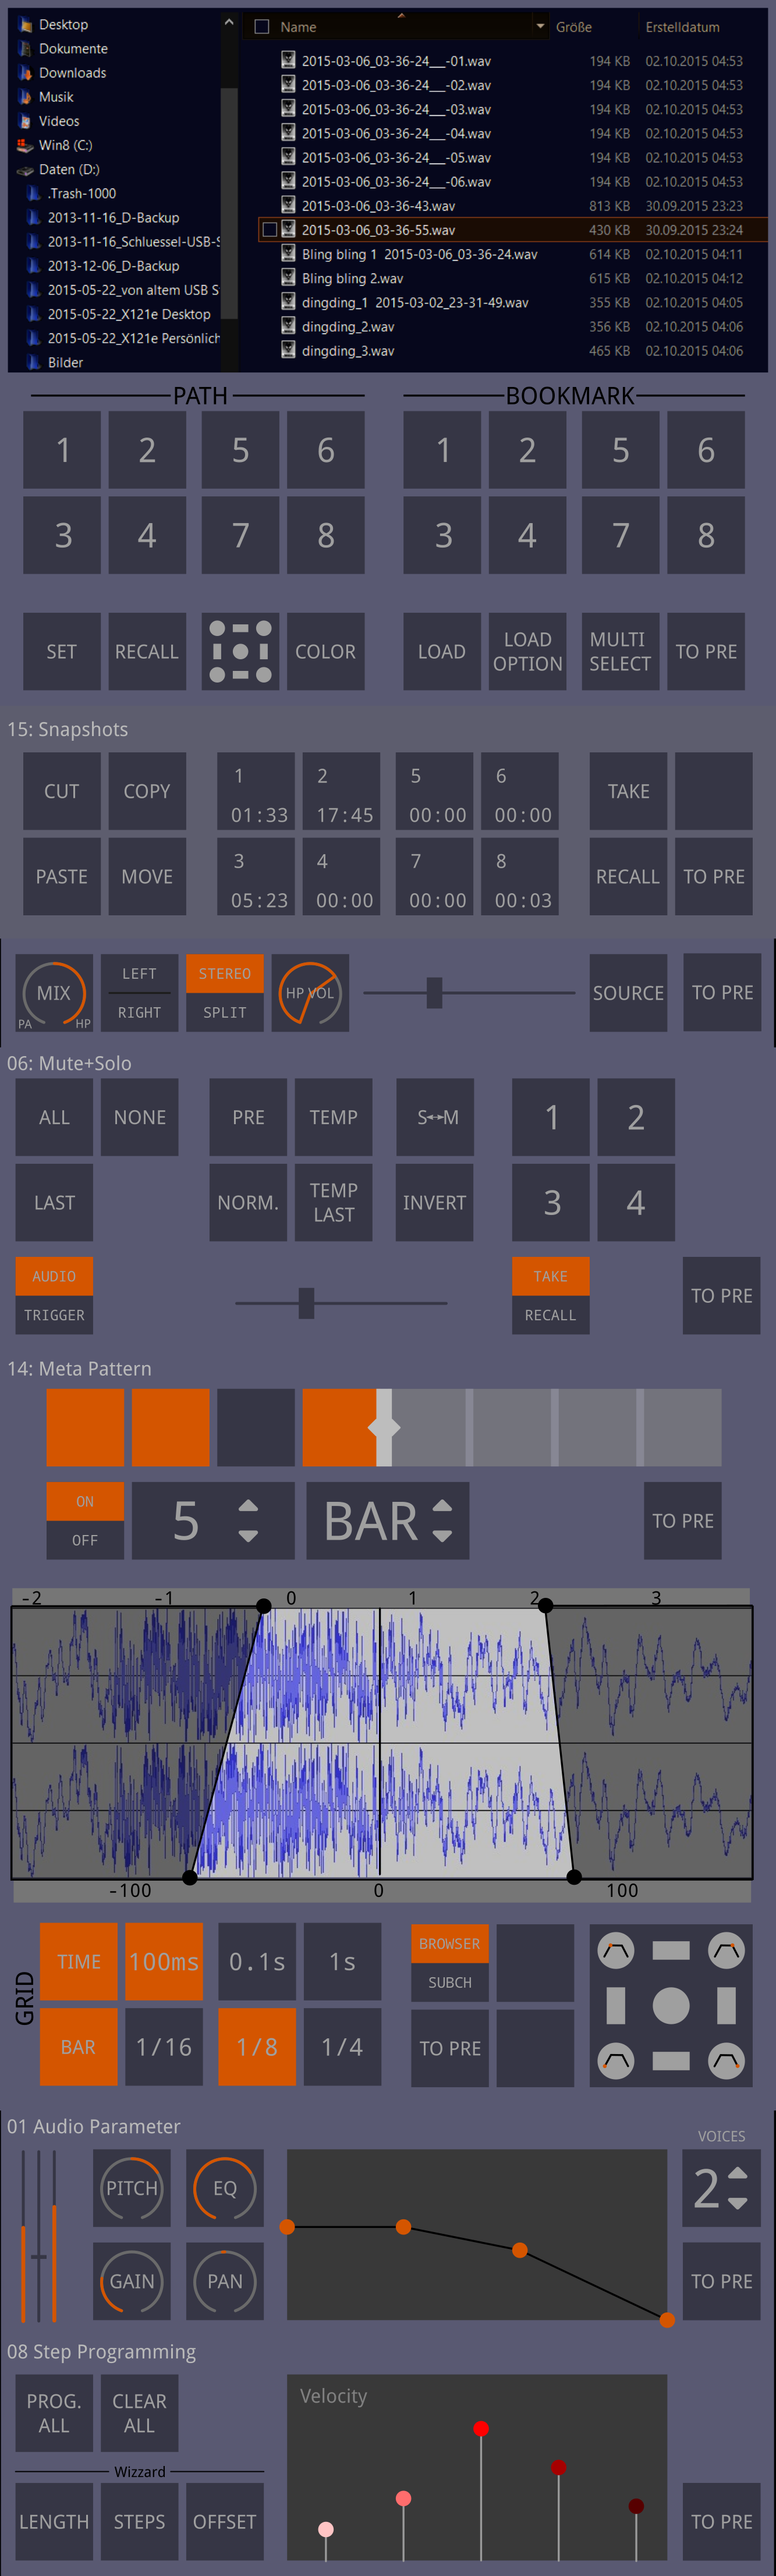 Desktop
Dokumente
Downloads
Musik
Videos
Win8 (C:)
Daten (D:)
.Trash-1000
2013-11-16_D-Backup
2013-11-16_Schluessel-USB-S
2013-12-06_D-Backup
2015-05-22_von altem USB S
2015-05-22_X121e Desktop
2015-05-22_X121e Persönlich
Bilder
Name Größe Erstelldatum
2015-03-06_03-36-24___-01.wav 194 KB 02.10.2015 04:53
2015-03-06_03-36-24___-02.wav 194 KB 02.10.2015 04:53
2015-03-06_03-36-24___-03.wav 194 KB 02.10.2015 04:53
2015-03-06_03-36-24___-04.wav 194 KB 02.10.2015 04:53
2015-03-06_03-36-24___-05.wav 194 KB 02.10.2015 04:53
2015-03-06_03-36-24___-06.wav 194 KB 02.10.2015 04:53
2015-03-06_03-36-43.wav 813 KB 30.09.2015 23:23
2015-03-06_03-36-55.wav 430 KB 30.09.2015 23:24
Bling bling 1 2015-03-06_03-36-24.wav 614 KB 02.10.2015 04:11
Bling bling 2.wav 615 KB 02.10.2015 04:12
dingding_1 2015-03-02_23-31-49.wav 355 KB 02.10.2015 04:05
dingding_2.wav 356 KB 02.10.2015 04:06
dingding_3.wav 465 KB 02.10.2015 04:06
PATH BOOKMARK
1 2 5 6 1 2 5 6
3 4 7 8 3 4 7 8
SET RECALL COLOR LOAD LOAD OPTION MULTI SELECT TO PRE
15: Snapshots
CUT COPY 1 01:33 2 17:45 5 00:00 6 00:00 TAKE
PASTE MOVE 3 05:23 4 00:00 7 00:00 8 00:03 RECALL TO PRE
MIX PA HP LEFT RIGHT STEREO SPLIT HP VOL SOURCE TO PRE
06: Mute+Solo
ALL NONE PRE TEMP S↔M 1 2
LAST NORM. TEMP LAST INVERT 3 4
AUDIO TRIGGER TAKE RECALL TO PRE
14: Meta Pattern
ON OFF 5 BAR TO PRE
-2 -1 0 1 2 3
-100 0 100
GRID
TIME 100ms 0.1s 1s BROWSER SUBCH
BAR 1/16 1/8 1/4 TO PRE
01 Audio Parameter
VOICES
PITCH EQ 2
GAIN PAN TO PRE
08 Step Programming
PROG. ALL CLEAR ALL Velocity
Wizzard
LENGTH STEPS OFFSET TO PRE